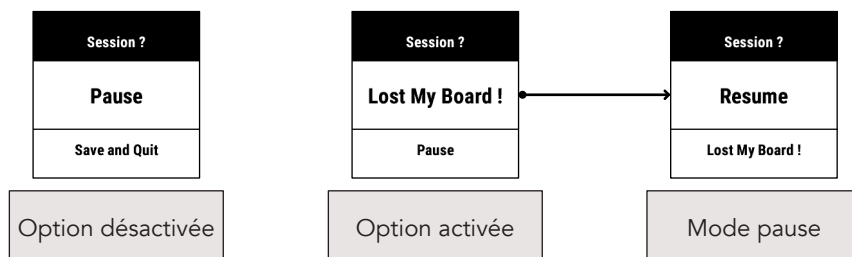 Session ?
Pause
Save and Quit
Option désactivée
Session ?
Lost My Board !
Pause
Option activée
Session ?
Resume
Lost My Board !
Mode pause